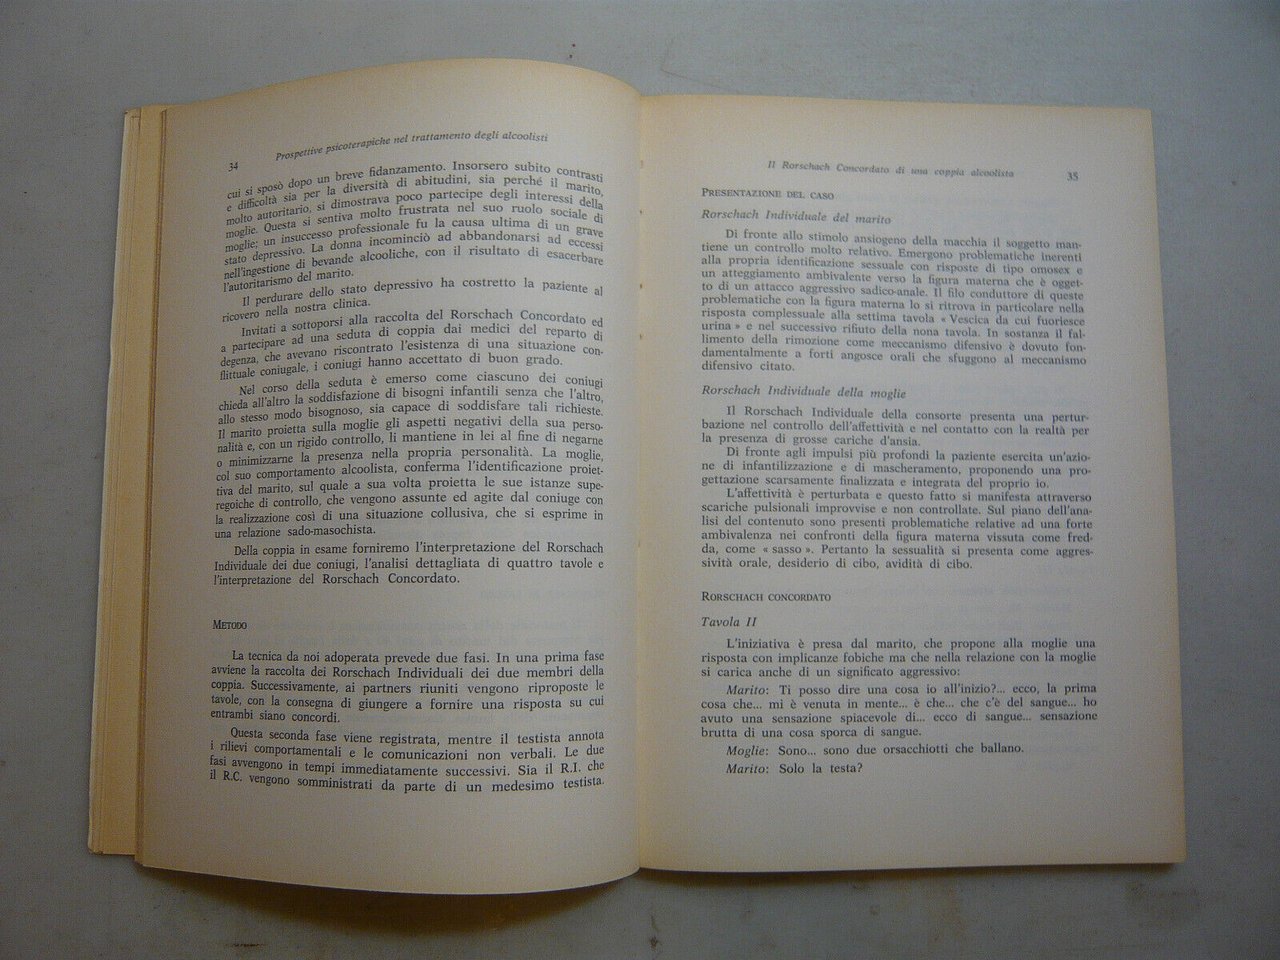 34
Prospettive psicoterapiche nel trattamento degli alcoolisti
cui si sposò dopo un breve fidanzamento. Insorsero subito contrasti
e difficoltà sia per la diversità di abitudini, sia perché il marito,
molto autoritario, si dimostrava poco partecipe degli interessi della
moglie. Questa si sentiva molto frustrata nel suo ruolo sociale di
moglie; un insuccesso professionale fu la causa ultima di un grave
stato depressivo. La donna incominciò ad abbandonarsi ad eccessi
nell'ingestione di bevande alcooliche, con il risultato di esacerbare
l'autoritarismo del marito.
Il perdurare dello stato depressivo ha costretto la paziente al
ricovero nella nostra clinica.
Invitati a sottoporsi alla raccolta del Rorschach Concordato ed
a partecipare ad una seduta di coppia dai medici del reparto di
degenza, che avevano riscontrato l'esistenza di una situazione con-
flittuale coniugale, i coniugi hanno accettato di buon grado.
Nel corso della seduta è emerso come ciascuno dei coniugi
chieda all'altro la soddisfazione di bisogni infantili senza che l'altro,
allo stesso modo bisognoso, sia capace di soddisfare tali richieste.
Il marito proietta sulla moglie gli aspetti negativi della sua perso-
nalità e, con un rigido controllo, li mantiene in lei al fine di negarne
o minimizzarne la presenza nella propria personalità. La moglie,
col suo comportamento alcoolista, conferma l'identificazione proiet-
tiva del marito, sul quale a sua volta proietta le sue istanze supe-
regoiche di controllo, che vengono assunte ed agite dal coniuge con
la realizzazione così di una situazione collusiva, che si esprime in
una relazione sado-masochista.
Della coppia in esame forniremo l'interpretazione del Rorschach
Individuale dei due coniugi, l'analisi dettagliata di quattro tavole e
l'interpretazione del Rorschach Concordato.
METODO
La tecnica da noi adoperata prevede due fasi. In una prima fase
avviene la raccolta dei Rorschach Individuali dei due membri della
coppia. Successivamente, ai partners riuniti vengono riproposte le
tavole, con la consegna di giungere a fornire una risposta su cui
entrambi siano concordi.
Questa seconda fase viene registrata, mentre il testista annota
i rilievi comportamentali e le comunicazioni non verbali. Le due
fasi avvengono in tempi immediatamente successivi. Sia il R.I. che
il R.C. vengono somministrati da parte di un medesimo testista.
Il Rorschach Concordato di una coppia alcoolista
35
PRESENTAZIONE DEL CASO
Rorschach Individuale del marito
Di fronte allo stimolo ansiogeno della macchia il soggetto man-
tiene un controllo molto relativo. Emergono problematiche inerenti
alla propria identificazione sessuale con risposte di tipo omosex e
un atteggiamento ambivalente verso la figura materna che è ogget-
to di un attacco aggressivo sadico-anale. Il filo conduttore di queste
problematiche con la figura materna lo si ritrova in particolare nella
risposta complessuale alla settima tavola « Vescica da cui fuoriesce
urina » e nel successivo rifiuto della nona tavola. In sostanza il fal-
limento della rimozione come meccanismo difensivo è dovuto fon-
damentalmente a forti angosce orali che sfuggono al meccanismo
difensivo citato.
Rorschach Individuale della moglie
Il Rorschach Individuale della consorte presenta una pertur-
bazione nel controllo dell'affettività e nel contatto con la realtà per
la presenza di grosse cariche d'ansia.
Di fronte agli impulsi più profondi la paziente esercita un'azio-
ne di infantilizzazione e di mascheramento, proponendo una pro-
gettazione scarsamente finalizzata e integrata del proprio io.
L'affettività è perturbata e questo fatto si manifesta attraverso
scariche pulsionali improvvise e non controllate. Sul piano dell'ana-
lisi del contenuto sono presenti problematiche relative ad una forte
ambivalenza nei confronti della figura materna vissuta come fred-
da, come « sasso ». Pertanto la sessualità si presenta come aggres-
sività orale, desiderio di cibo, avidità di cibo.
RORSCHACH CONCORDATO
Tavola II
L'iniziativa è presa dal marito, che propone alla moglie una
risposta con implicanze fobiche ma che nella relazione con la moglie
si carica anche di un significato aggressivo:
Marito: Ti posso dire una cosa io all'inizio?... ecco, la prima
cosa che... mi è venuta in mente... è che... che c'è del sangue... ho
avuto una sensazione spiacevole di... ecco di sangue... sensazione
brutta di una cosa sporca di sangue.
Moglie: Sono... sono due orsacchiotti che ballano.
Marito: Solo la testa?